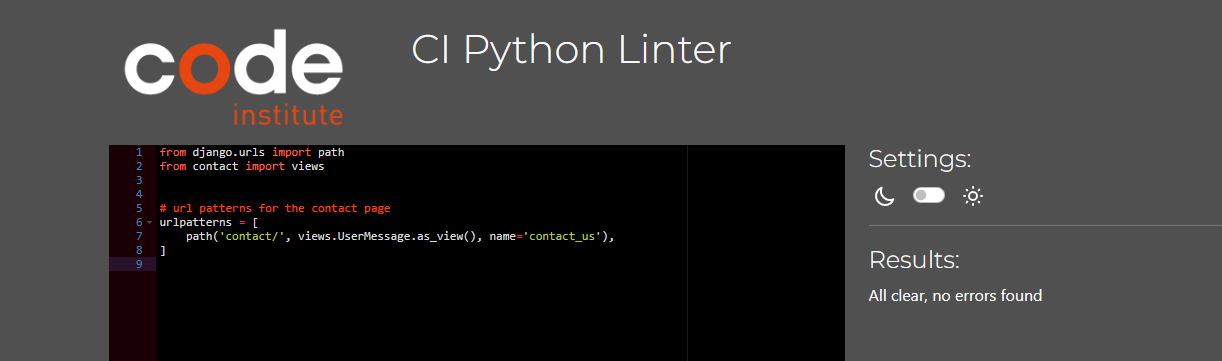 code
institute
CI Python Linter
1 from django.urls import path
2 from contact import views
3
4
5 # url patterns for the contact page
6 urlpatterns = [
7     path('contact/', views.UserMessage.as_view(), name='contact_us'),
8 ]
9
Settings:
Results:
All clear, no errors found